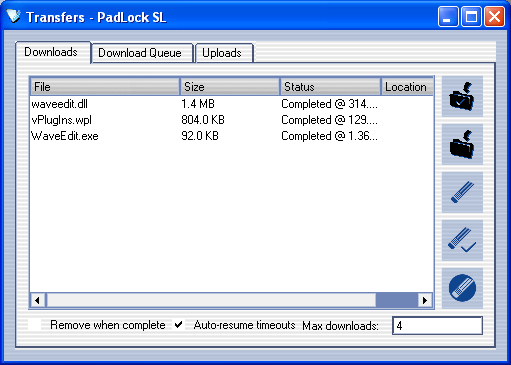 Transfers - PadLock SL
Downloads Download Queue Uploads
File Size Status Location
waveedit.dll 1.4 MB Completed @ 314....
vPlugIns.wpl 804.0 KB Completed @ 129....
WaveEdit.exe 92.0 KB Completed @ 1.36...
Remove when complete Auto-resume timeouts Max downloads: 4